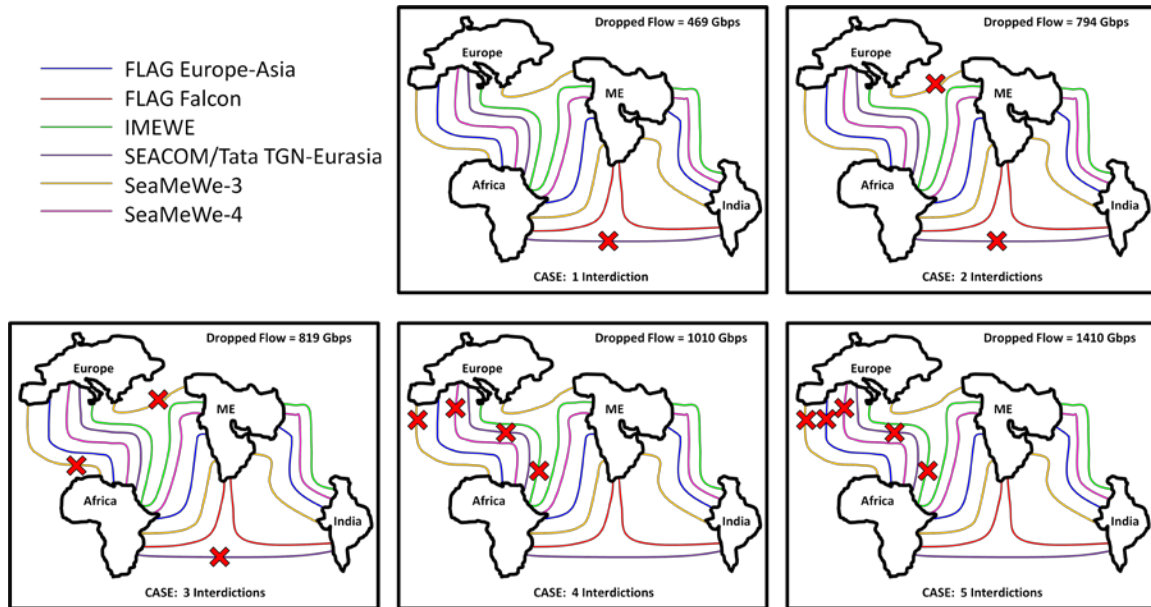 FLAG Europe-Asia
FLAG Falcon
IMEWE
SEACOM/Tata TGN-Eurasia
SeaMeWe-3
SeaMeWe-4
Dropped Flow = 469 Gbps
Europe
ME
Africa
India
CASE: 1 Interdiction
Dropped Flow = 794 Gbps
Europe
ME
Africa
India
CASE: 2 Interdictions
Dropped Flow = 819 Gbps
Europe
ME
Africa
India
CASE: 3 Interdictions
Dropped Flow = 1010 Gbps
Europe
ME
Africa
India
CASE: 4 Interdictions
Dropped Flow = 1410 Gbps
Europe
ME
Africa
India
CASE: 5 Interdictions